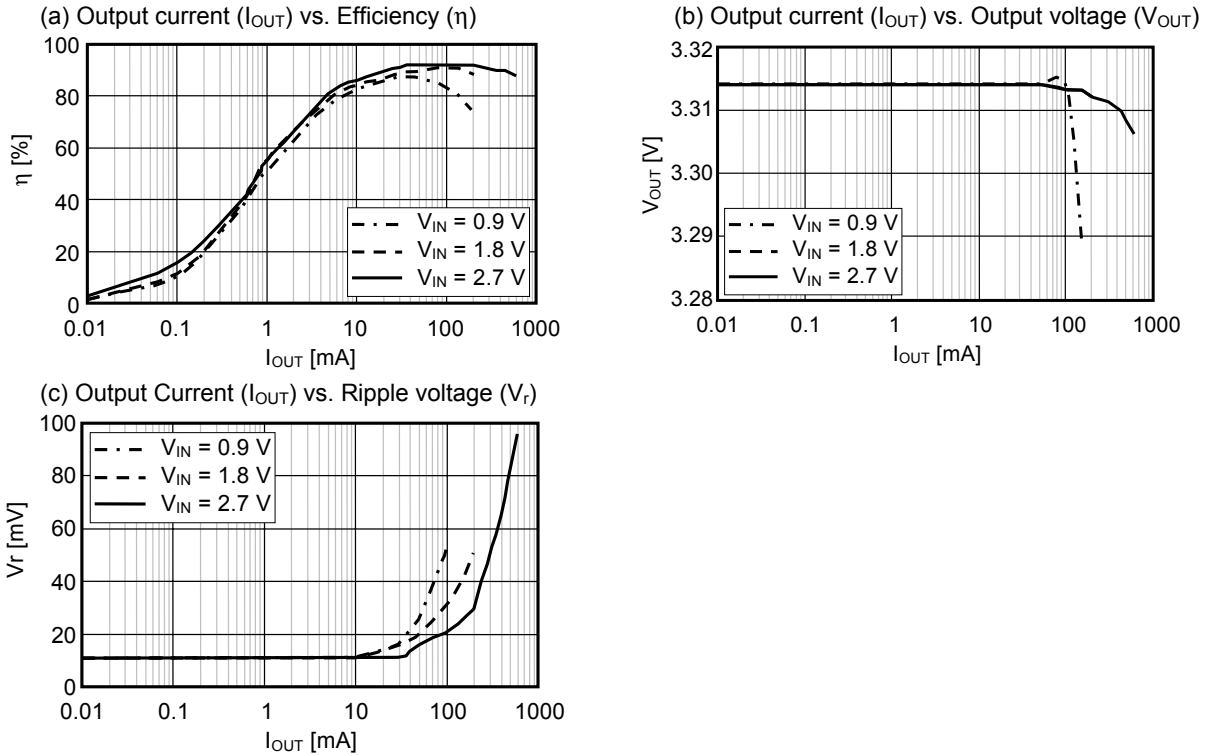 (a) Output current (IOUT) vs. Efficiency (η)
100
80
60
40
20
0
η [%]
VIN = 0.9 V
VIN = 1.8 V
VIN = 2.7 V
0.01 0.1 1 10 100 1000
IOUT [mA]
(b) Output current (IOUT) vs. Output voltage (VOUT)
3.32
3.31
3.30
3.29
3.28
VOUT [V]
VIN = 0.9 V
VIN = 1.8 V
VIN = 2.7 V
0.01 0.1 1 10 100 1000
IOUT [mA]
(c) Output Current (IOUT) vs. Ripple voltage (Vr)
100
80
60
40
20
0
Vr [mV]
VIN = 0.9 V
VIN = 1.8 V
VIN = 2.7 V
0.01 0.1 1 10 100 1000
IOUT [mA]